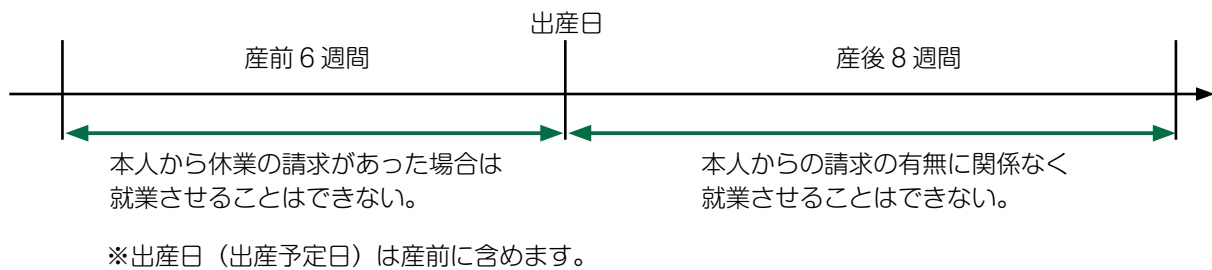 出産日
産前6週間
産後8週間
本人から休業の請求があった場合は
就業させることはできない。
本人からの請求の有無に関係なく
就業させることはできない。
※出産日（出産予定日）は産前に含めます。